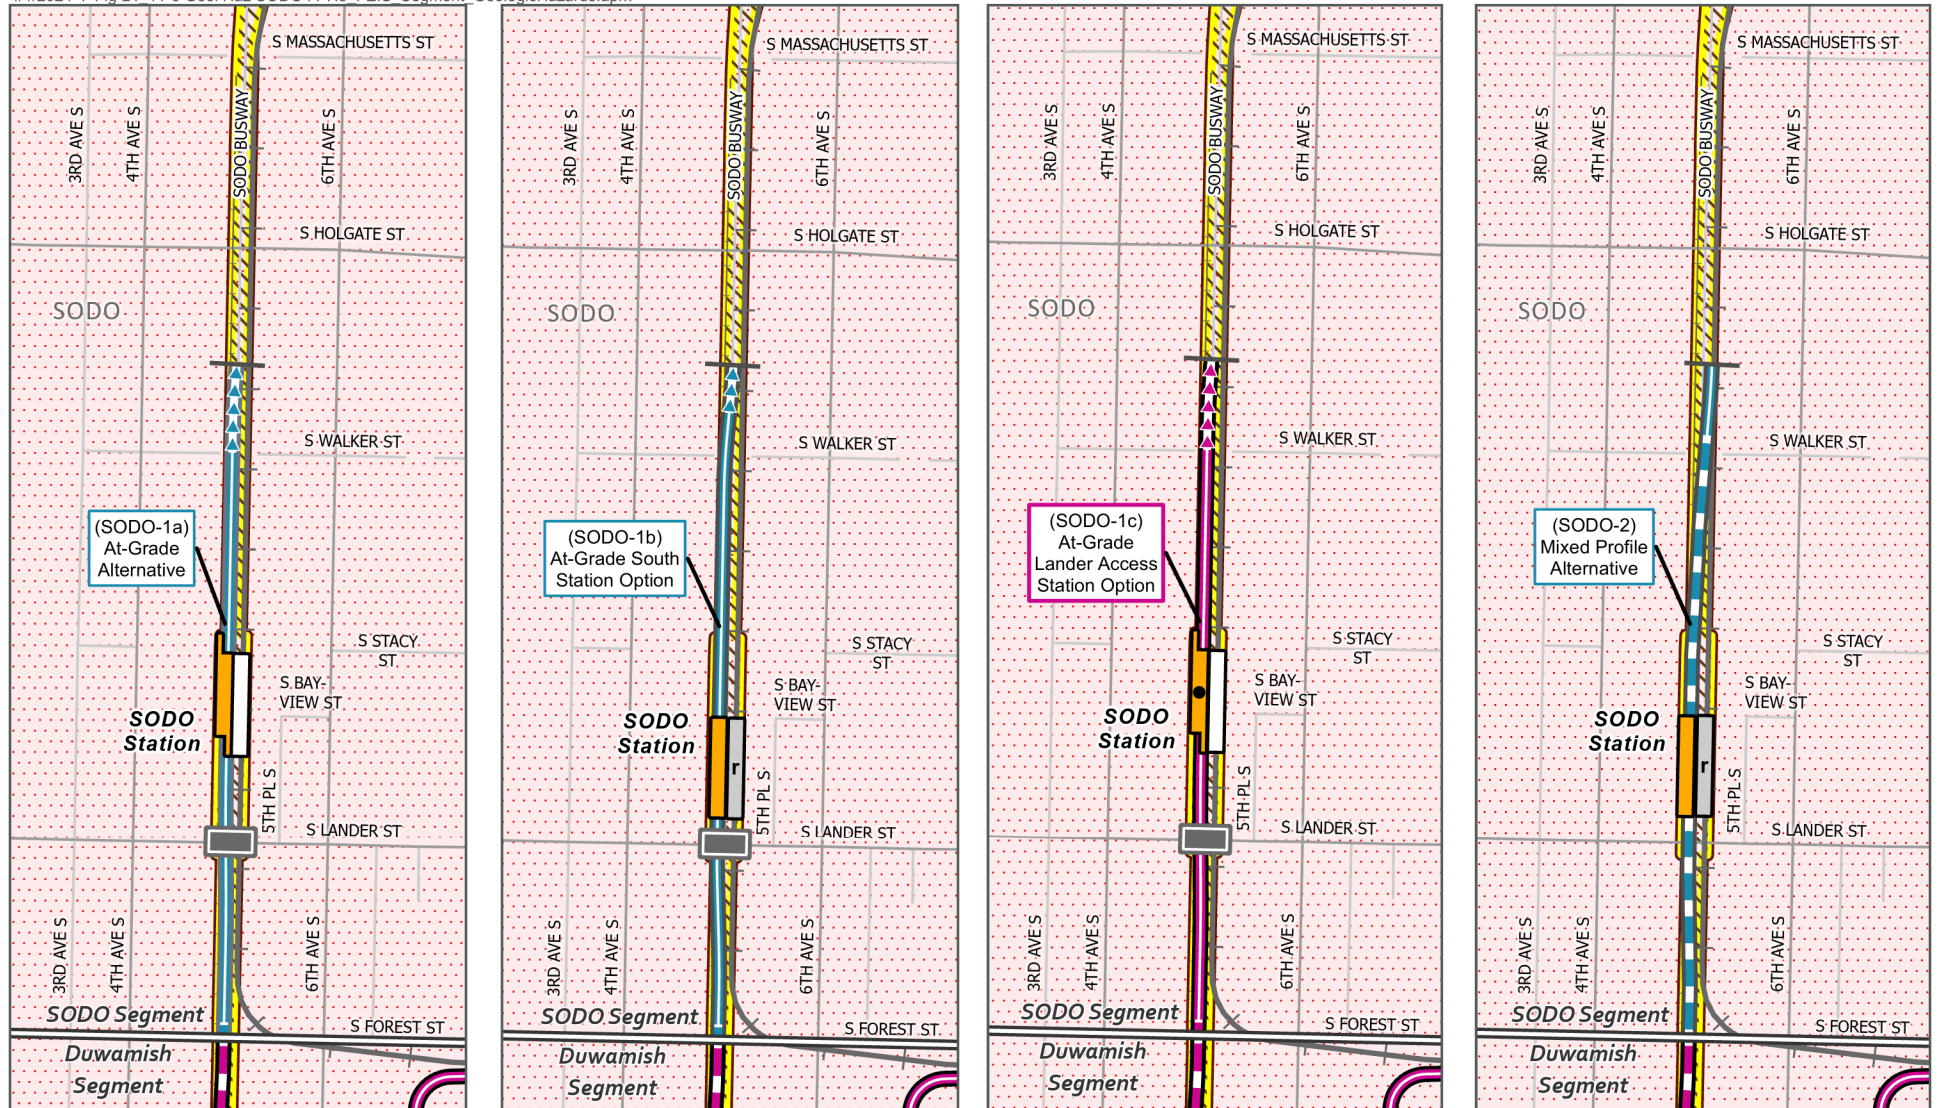 S MASSACHUSETTS ST
SODO BUSWAY
3RD AVE S
4TH AVE S
6TH AVE S
S HOLGATE ST
SODO
S WALKER ST
(SODO-1a)
At-Grade
Alternative
S STACY
ST
S BAY-
VIEW ST
SODO
Station
5TH PL S
S LANDER ST
3RD AVE S
4TH AVE S
6TH AVE S
SODO Segment
S FOREST ST
Duwamish
Segment
S MASSACHUSETTS ST
SODO BUSWAY
3RD AVE S
4TH AVE S
6TH AVE S
S HOLGATE ST
SODO
S WALKER ST
(SODO-1b)
At-Grade South
Station Option
S STACY
ST
S BAY-
VIEW ST
SODO
Station
r
5TH PL S
S LANDER ST
3RD AVE S
4TH AVE S
6TH AVE S
SODO Segment
S FOREST ST
Duwamish
Segment
S MASSACHUSETTS ST
SODO BUSWAY
3RD AVE S
4TH AVE S
6TH AVE S
S HOLGATE ST
SODO
S WALKER ST
(SODO-1c)
At-Grade
Lander Access
Station Option
S STACY
ST
S BAY-
VIEW ST
SODO
Station
5TH PL S
S LANDER ST
3RD AVE S
4TH AVE S
6TH AVE S
SODO Segment
S FOREST ST
Duwamish
Segment
S MASSACHUSETTS ST
SODO BUSWAY
3RD AVE S
4TH AVE S
6TH AVE S
S HOLGATE ST
SODO
S WALKER ST
(SODO-2)
Mixed Profile
Alternative
S STACY
ST
S BAY-
VIEW ST
SODO
Station
r
5TH PL S
S LANDER ST
3RD AVE S
4TH AVE S
6TH AVE S
SODO Segment
S FOREST ST
Duwamish
Segment